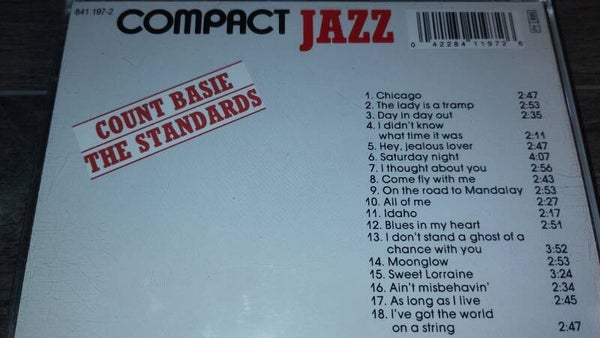 841 197-2
COMPACT JAZZ
0 42284 11972 6
COUNT BASIE
THE STANDARDS
1. Chicago 2:47
2. The lady is a tramp 2:53
3. Day in day out 2:35
4. I didn't know
what time it was 2:11
5. Hey, jealous lover 2:47
6. Saturday night 4:07
7. I thought about you 2:56
8. Come fly with me 2:43
9. On the road to Mandalay 2:53
10. All of me 2:27
11. Idaho 2:17
12. Blues in my heart 2:51
13. I don't stand a ghost of a
chance with you 3:52
14. Moonglow 2:53
15. Sweet Lorraine 3:24
16. Ain't misbehavin' 2:34
17. As long as I live 2:45
18. I've got the world
on a string 2:47